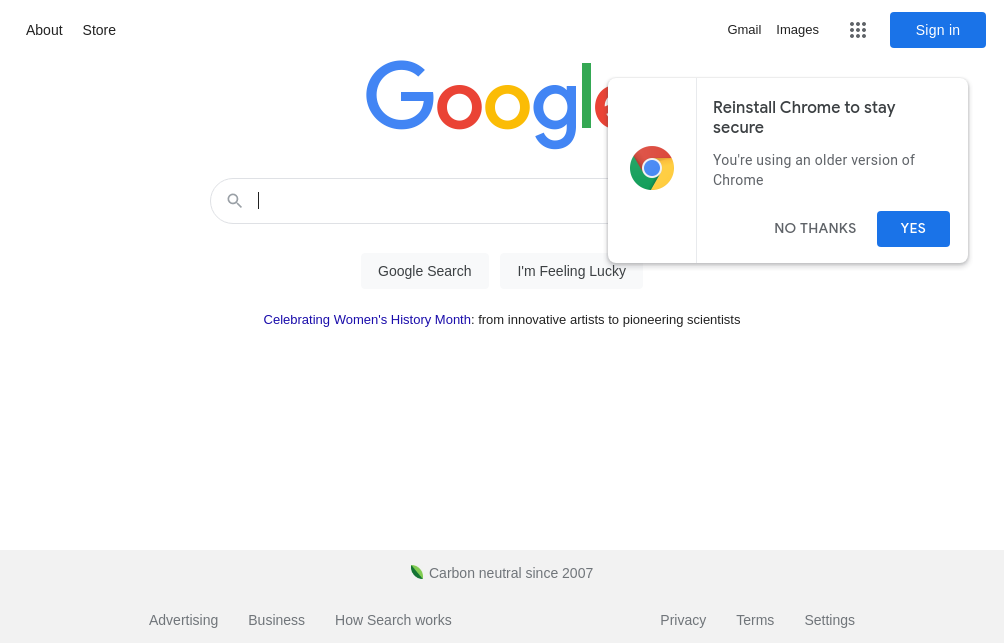 About Store
Gmail Images Sign in
Google
Reinstall Chrome to stay
secure
You're using an older version of
Chrome
NO THANKS YES
Google Search I'm Feeling Lucky
Celebrating Women's History Month: from innovative artists to pioneering scientists
Carbon neutral since 2007
Advertising Business How Search works Privacy Terms Settings